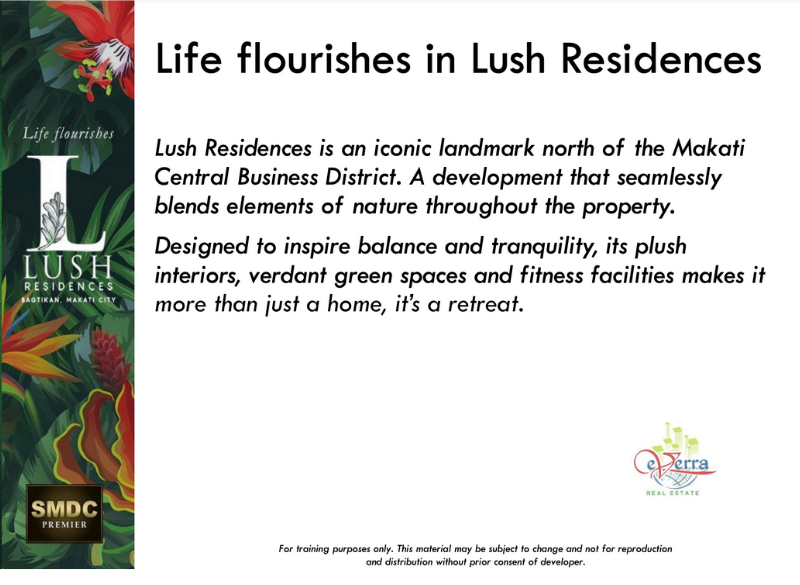 Life flourishes in Lush Residences
Life flourishes
L
LUSH
RESIDENCES
BAGTIKAN, MAKATI CITY
Lush Residences is an iconic landmark north of the Makati
Central Business District. A development that seamlessly
blends elements of nature throughout the property.
Designed to inspire balance and tranquility, its plush
interiors, verdant green spaces and fitness facilities makes it
more than just a home, it's a retreat.
eVerra
REAL ESTATE
SMDC
PREMIER
For training purposes only. This material may be subject to change and not for reproduction
and distribution without prior consent of developer.